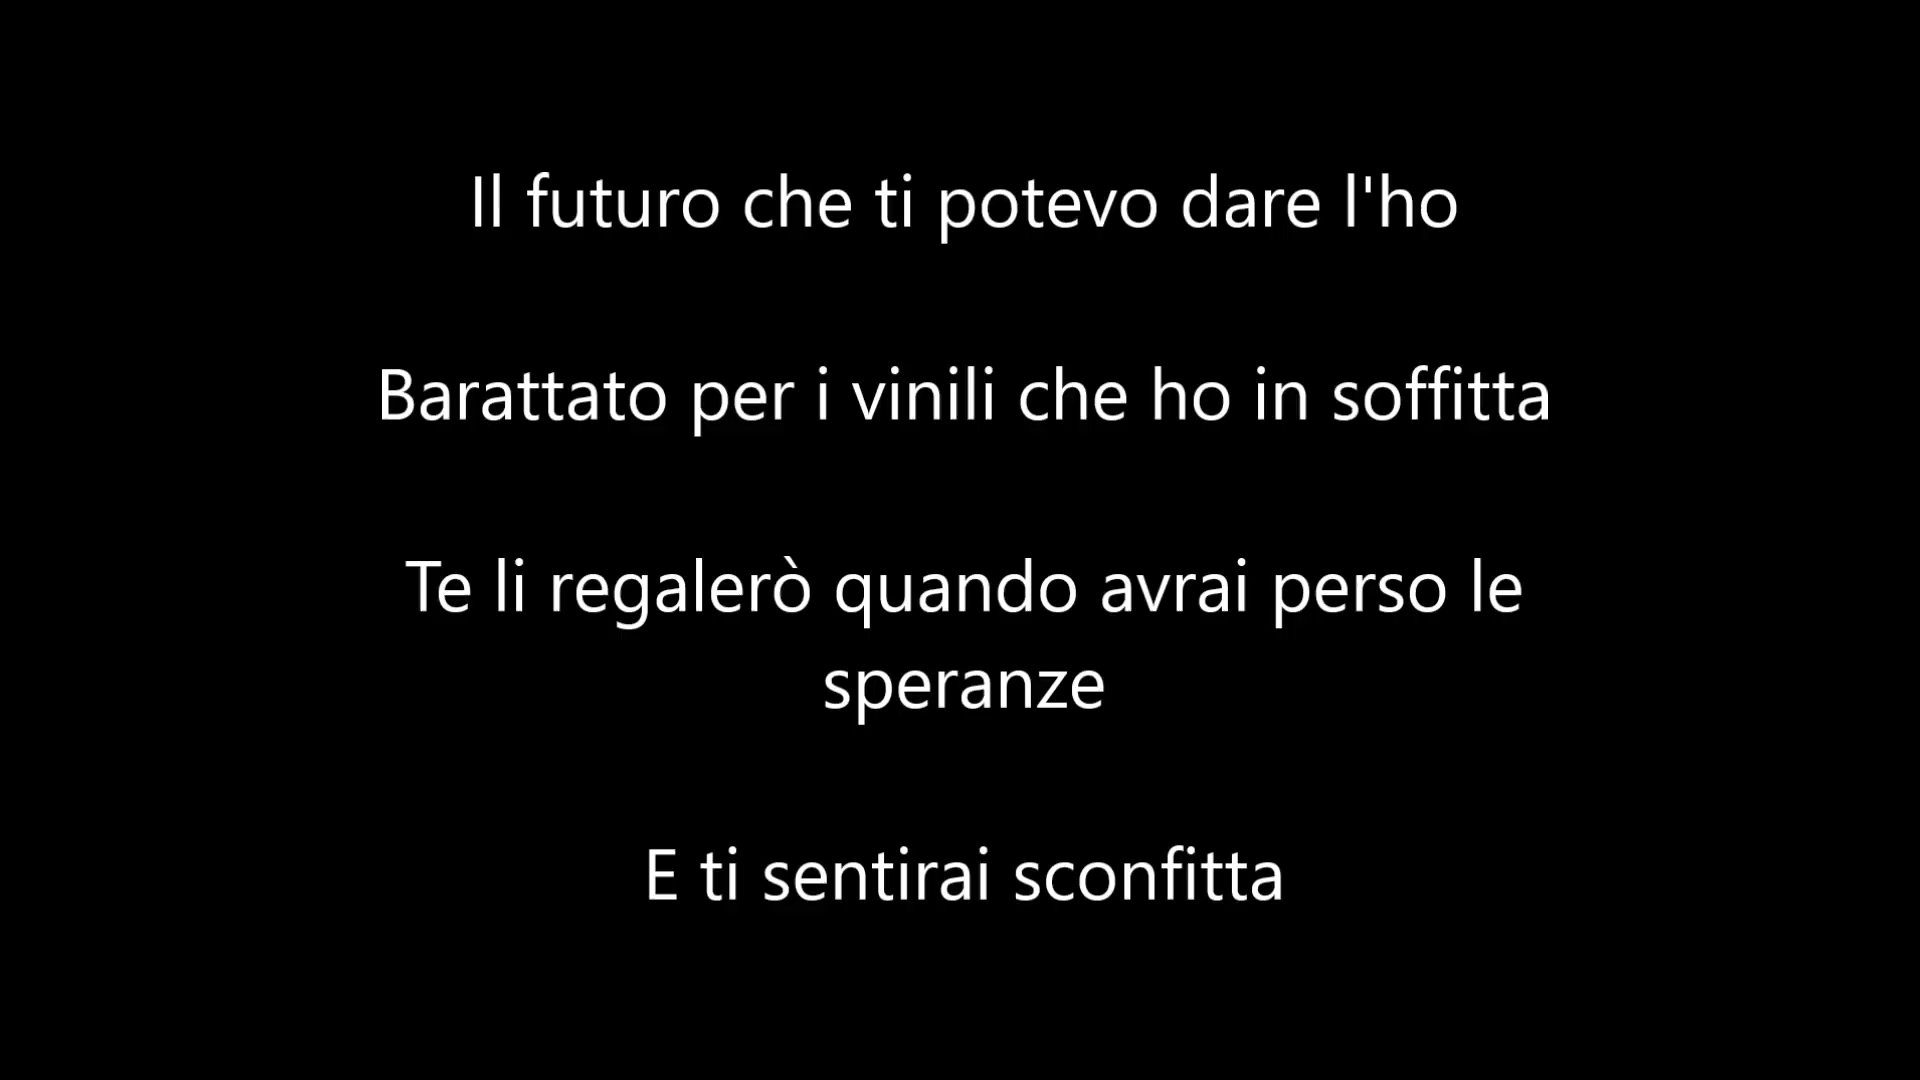 Il futuro che ti potevo dare l'ho
Barattato per i vinili che ho in soffitta
Te li regalerò quando avrai perso le
speranze
E ti sentirai sconfitta